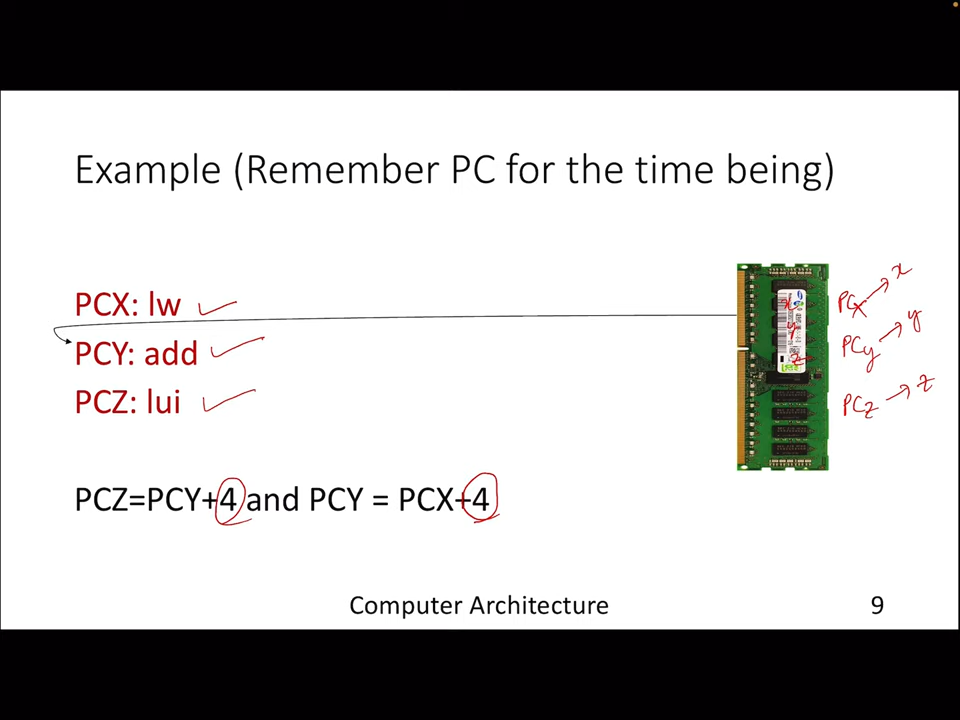 Example (Remember PC for the time being)
PCX: lw
PCY: add
PCZ: lui
PCZ=PCY+4 and PCY = PCX+4
x
y
z
PCx → x
PCy → y
PCz → z
Computer Architecture
9